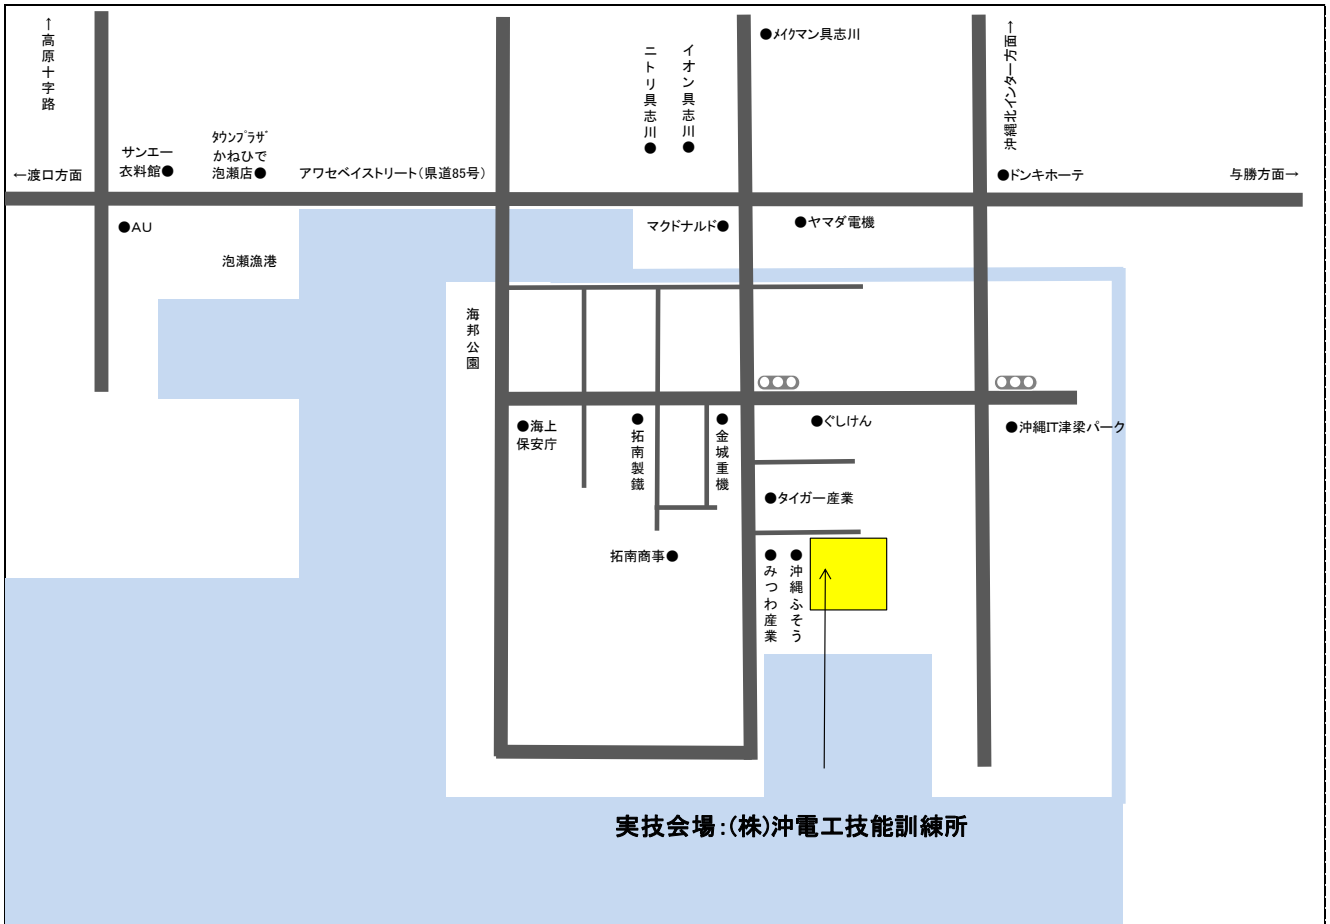 ↑高原十字路
←渡口方面
サンエー
衣料館●
ﾀｳﾝﾌﾟﾗｻﾞ
かねひで
泡瀬店●
アワセベイストリート(県道85号)
ニトリ具志川●
イオン具志川●
●ﾒｲｸﾏﾝ具志川
沖縄北インター方面→
●ドンキホーテ
与勝方面→
●AU
泡瀬漁港
マクドナルド●
●ヤマダ電機
海邦公園
●海上
保安庁
●拓南製鐵
●金城重機
●ぐしけん
●沖縄IT津梁パーク
●タイガー産業
拓南商事●
●みつわ産業
●沖縄ふそう
実技会場:(株)沖電工技能訓練所